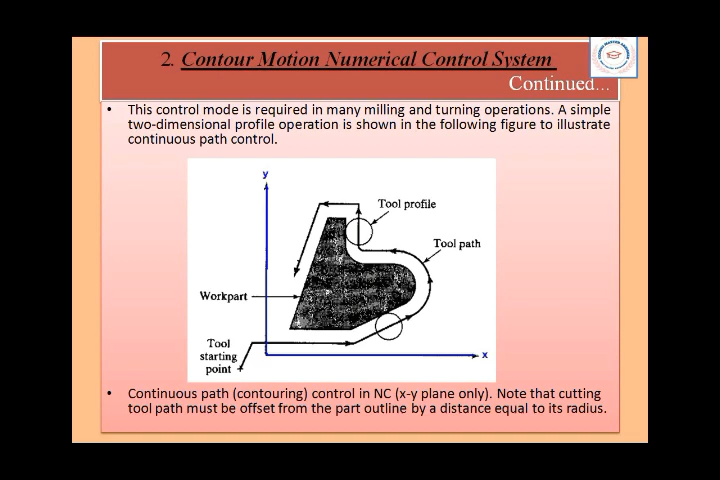 2. Contour Motion Numerical Control System
Continued...
• This control mode is required in many milling and turning operations. A simple
two-dimensional profile operation is shown in the following figure to illustrate
continuous path control.
y
Tool profile
Tool path
Workpart
Tool
starting
point
x
• Continuous path (contouring) control in NC (x-y plane only). Note that cutting
tool path must be offset from the part outline by a distance equal to its radius.